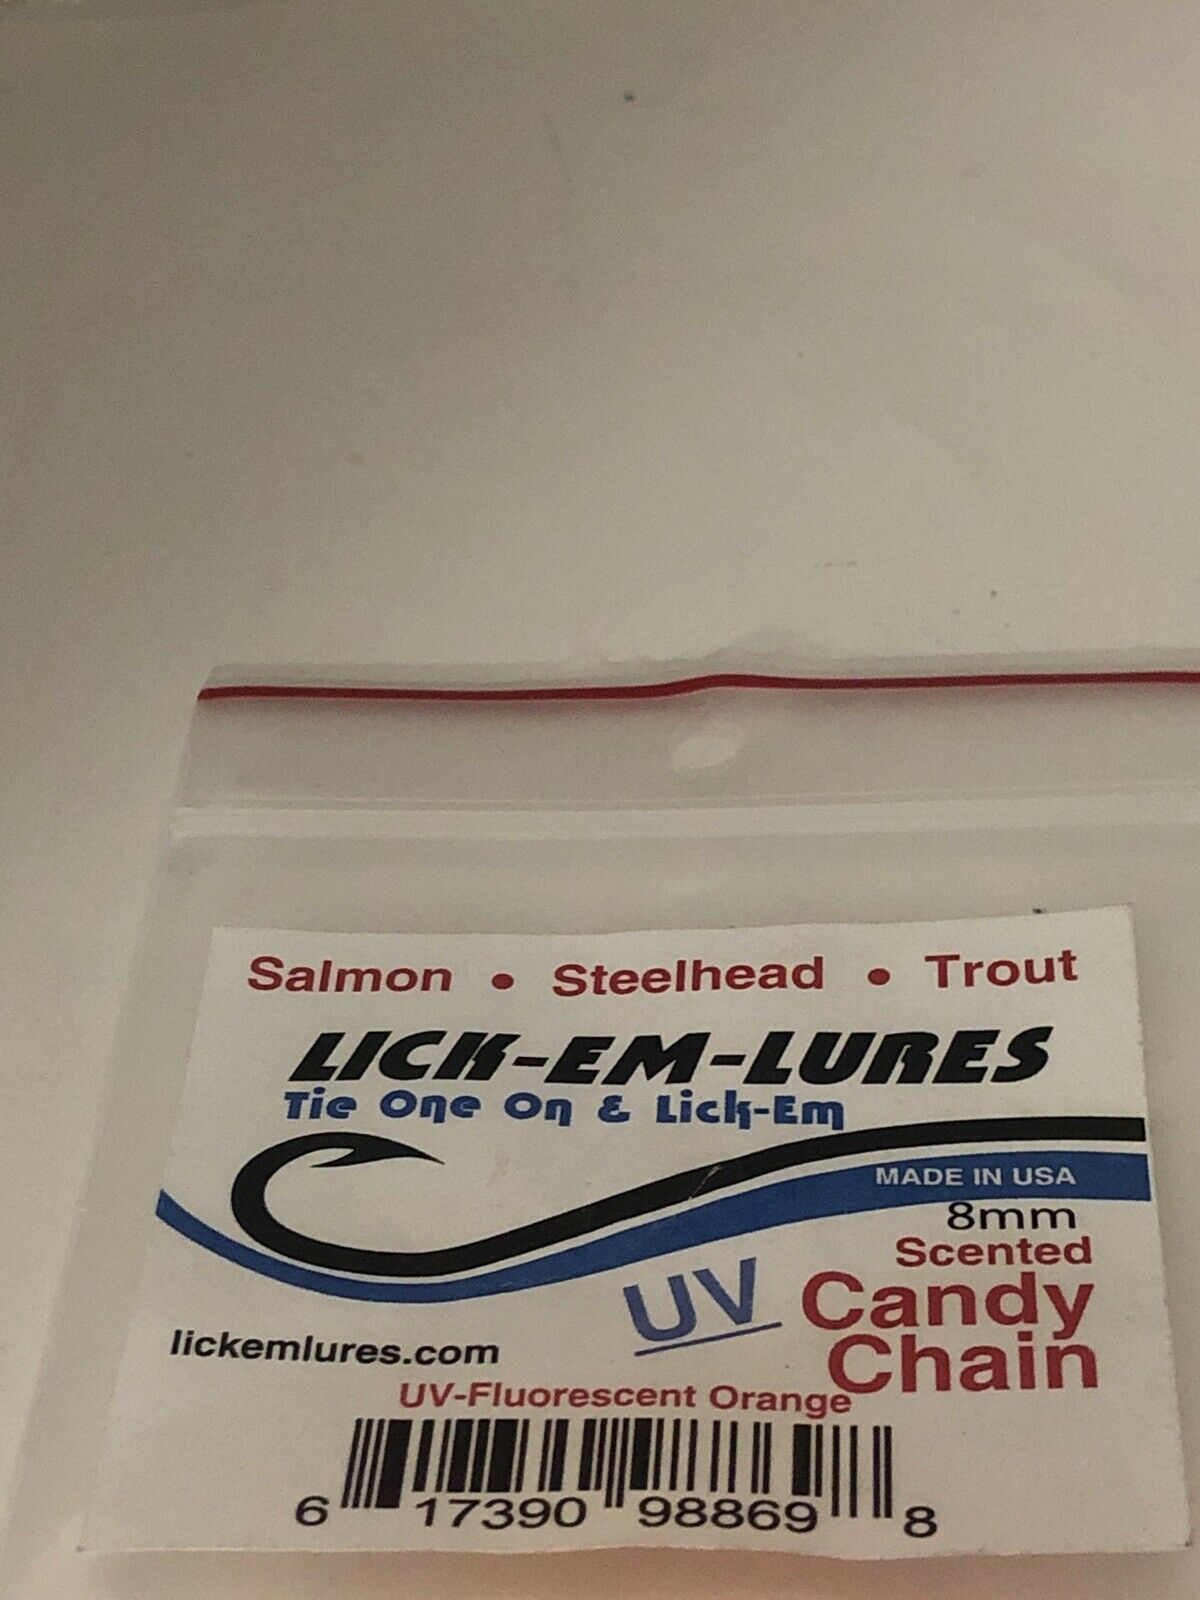 Salmon • Steelhead • Trout
LICK-EM-LURES
Tie One On & Lick-Em
MADE IN USA
8mm
Scented
UV Candy
Chain
lickemlures.com
UV-Fluorescent Orange
6 17390 98869 8